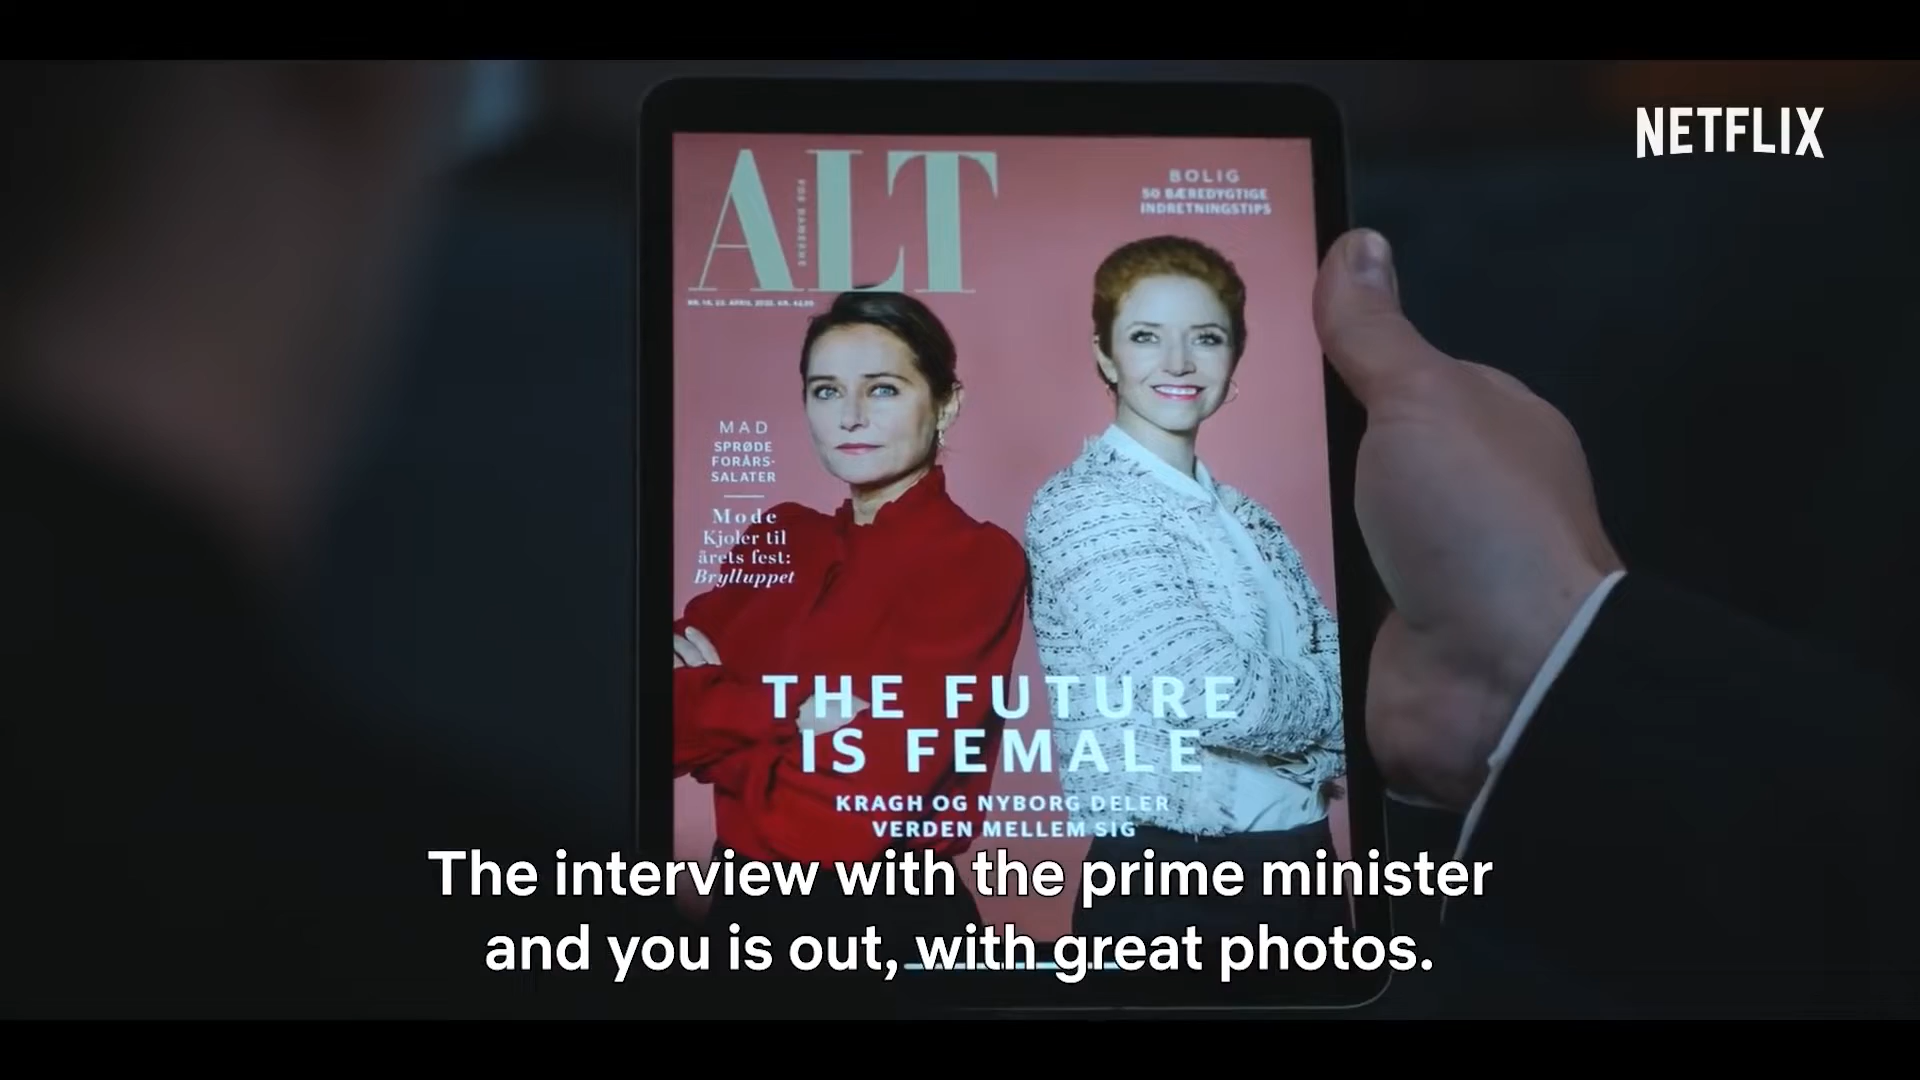 NETFLIX
ALT
FOR DAMERNE
BOLIG
50 BÆREDYGTIGE
INDRETNINGSTIPS
MAD
SPRØDE
FORÅRS-
SALATER
Mode
Kjoler til
årets fest:
Brylluppet
THE FUTURE
IS FEMALE
KRAGH OG NYBORG DELER
VERDEN MELLEM SIG
The interview with the prime minister
and you is out, with great photos.